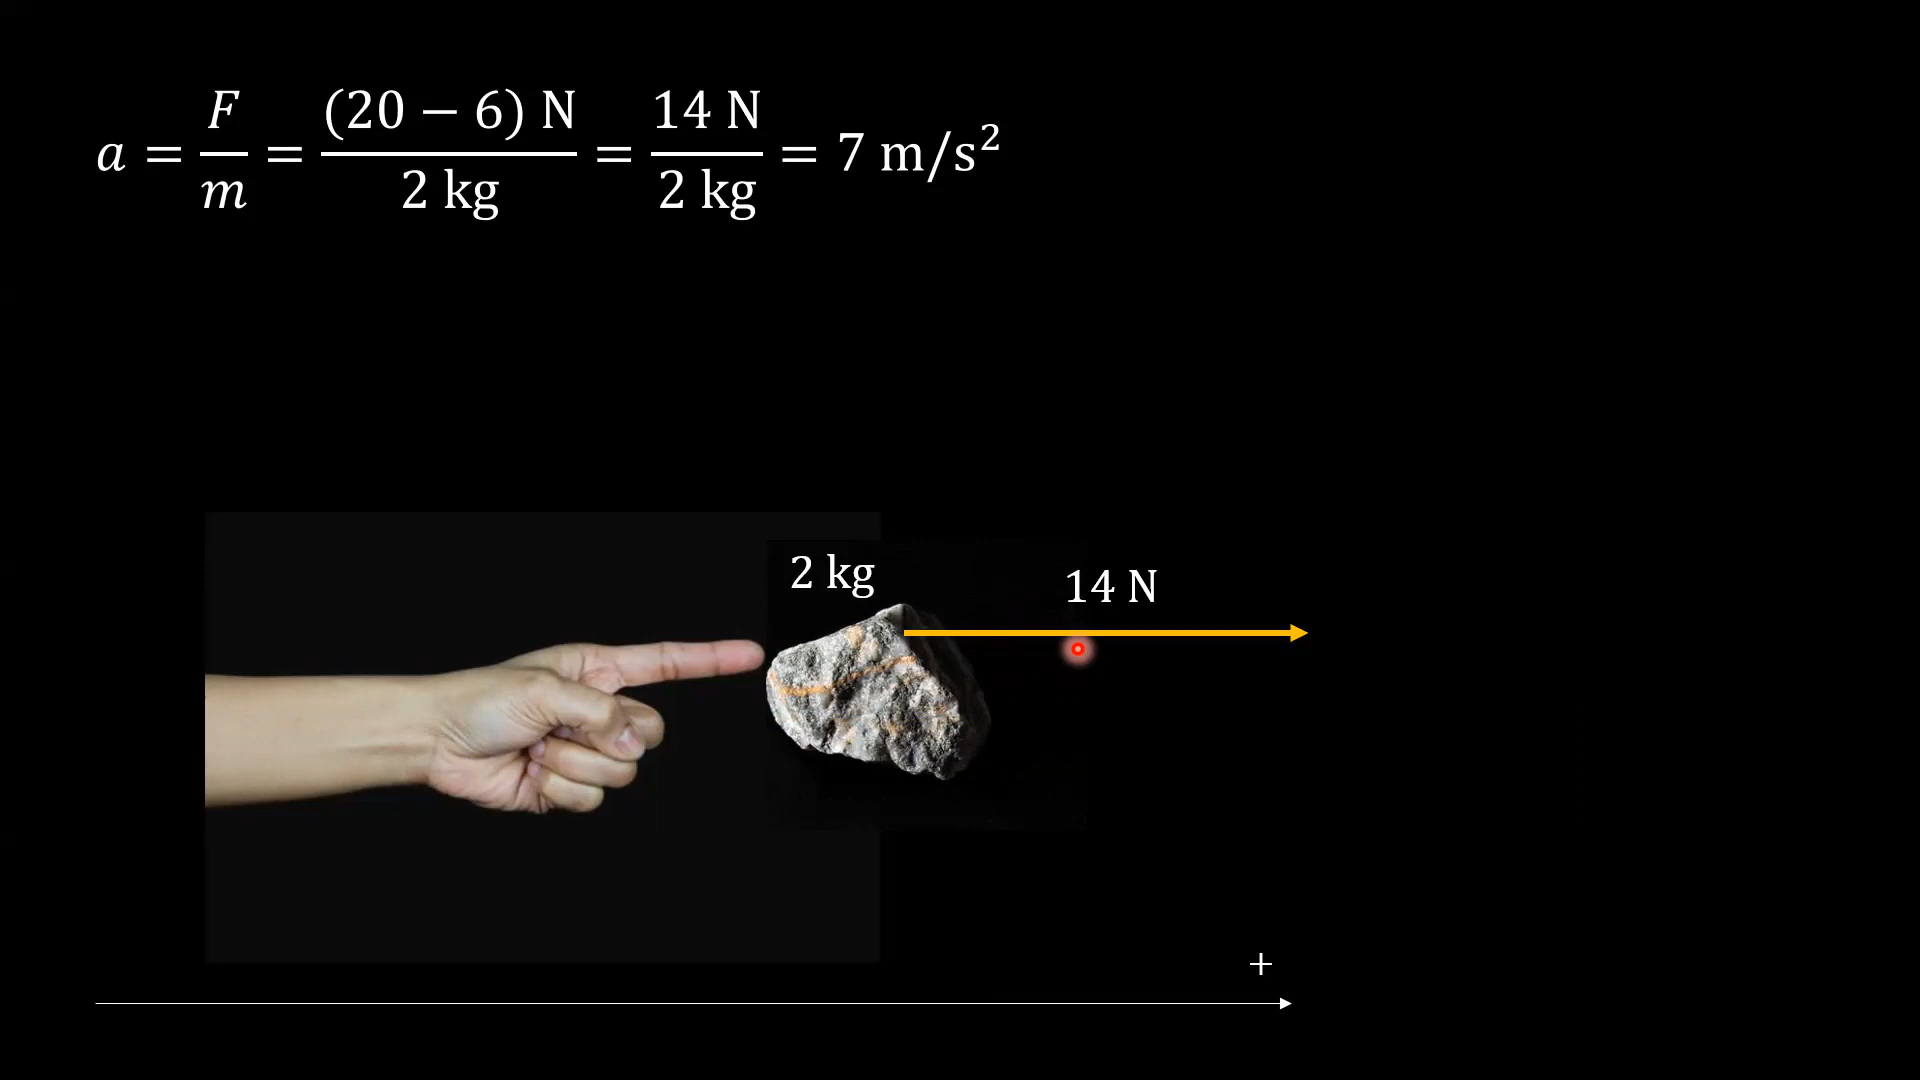 a = F/m = (20 − 6) N/2 kg = 14 N/2 kg = 7 m/s²
2 kg
14 N
+